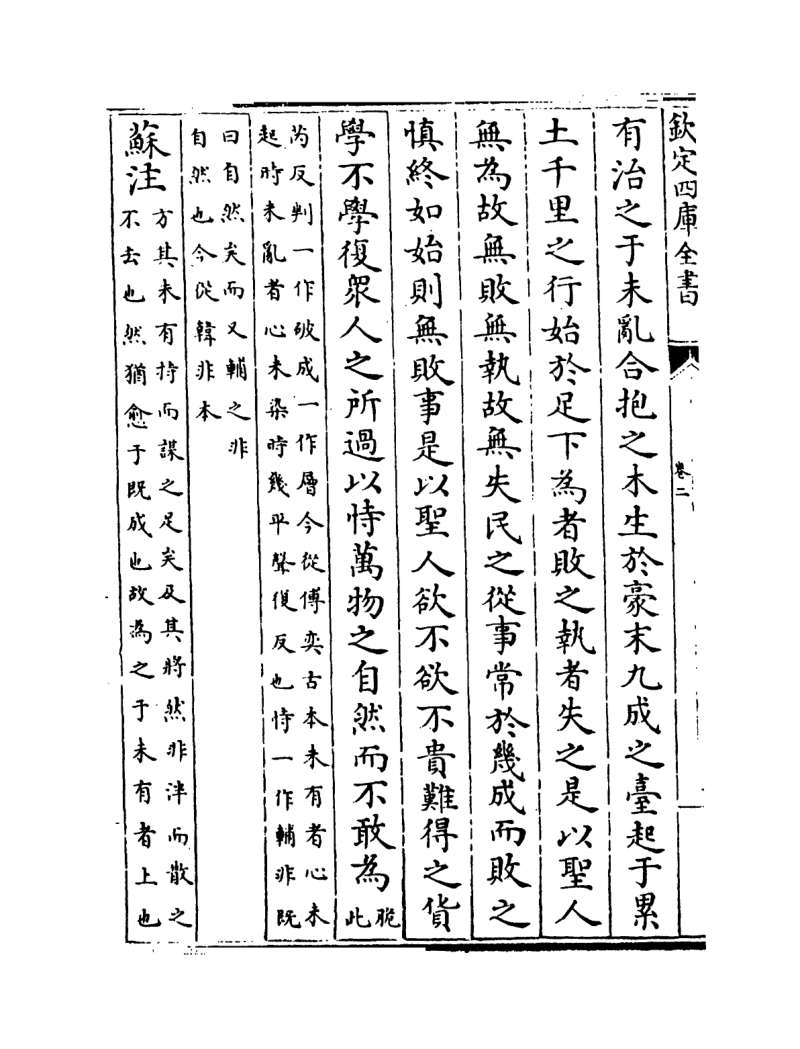 欽定四庫全書
卷二
有治之于未亂合抱之木生於豪末九成之臺起于累
土千里之行始於足下為者敗之執者失之是以聖人
無為故無敗無執故無失民之從事常於幾成而敗之
慎終如始則無敗事是以聖人欲不欲不貴難得之貨
學不學復眾人之所過以恃萬物之自然而不敢為脆
此
芮反判一作破成一作層今從傅奕古本未有者心未
起時未亂者心未染時幾平聲復反也恃一作輔非既
曰自然矣而又輔之非
自然也今從韓非本
蘇注
方其未有持而謀之足矣及其將然非泮而散之
不去也然猶愈于既成也故為之于未有者上也